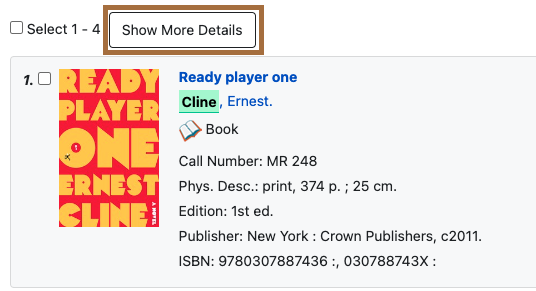 Select 1 - 4
Show More Details
1.
READY
PLAYER
ONE
1
ERNEST
CLINE
A NOVEL
Ready player one
Cline, Ernest.
Book
Call Number: MR 248
Phys. Desc.: print, 374 p. ; 25 cm.
Edition: 1st ed.
Publisher: New York : Crown Publishers, c2011.
ISBN: 9780307887436 :, 030788743X :